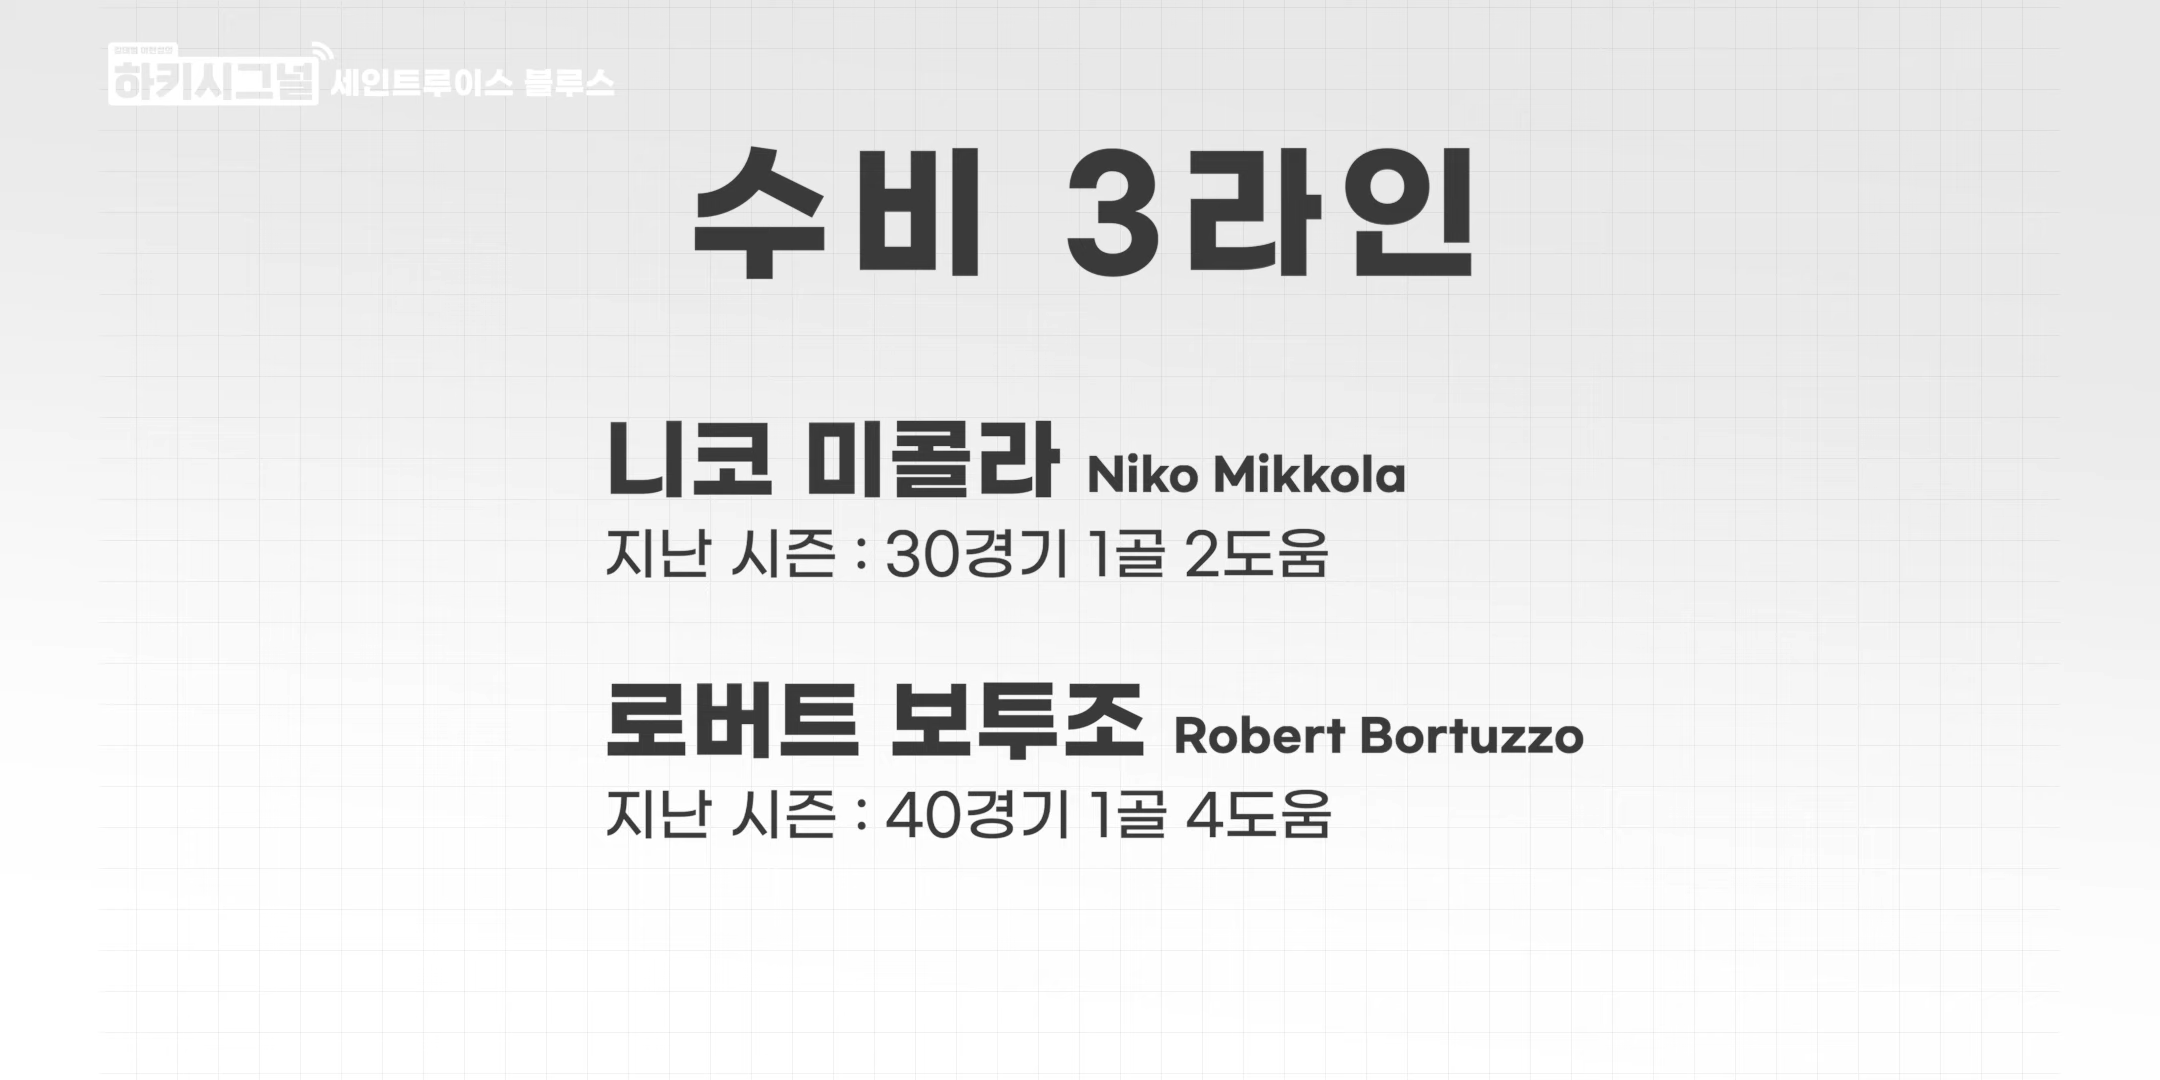 하키시그널 세인트루이스 블루스
수비 3라인
니코 미콜라 Niko Mikkola
지난 시즌 : 30경기 1골 2도움
로버트 보투조 Robert Bortuzzo
지난 시즌 : 40경기 1골 4도움